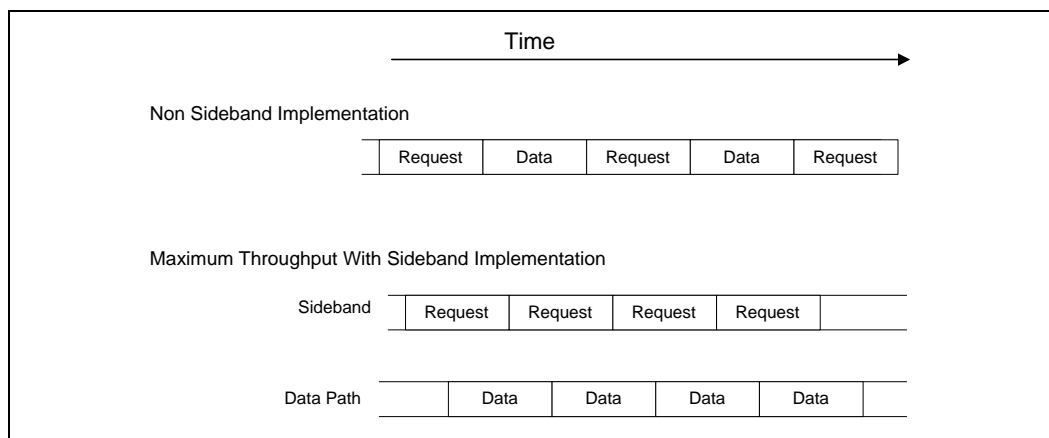 Time
Non Sideband Implementation
Request Data Request Data Request
Maximum Throughput With Sideband Implementation
Sideband Request Request Request Request
Data Path Data Data Data Data